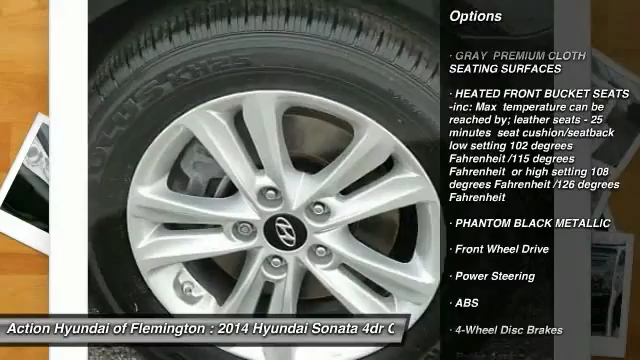 Options
· GRAY PREMIUM CLOTH
SEATING SURFACES
· HEATED FRONT BUCKET SEATS
-inc: Max temperature can be
reached by; leather seats - 25
minutes seat cushion/seatback
low setting 102 degrees
Fahrenheit /115 degrees
Fahrenheit or high setting 108
degrees Fahrenheit /126 degrees
Fahrenheit
· PHANTOM BLACK METALLIC
· Front Wheel Drive
· Power Steering
· ABS
· 4-Wheel Disc Brakes
Action Hyundai of Flemington : 2014 Hyundai Sonata 4dr